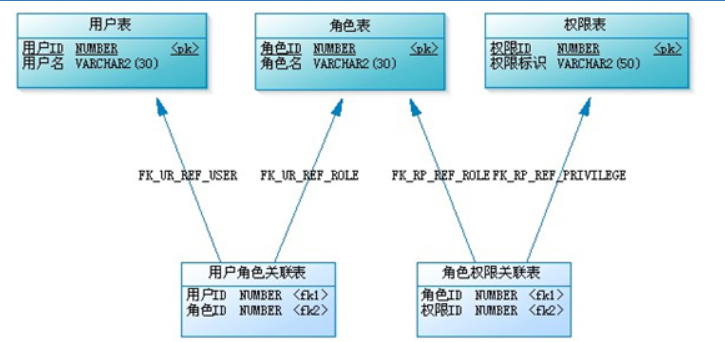 用户表
用户ID NUMBER <pk>
用户名 VARCHAR2(30)
角色表
角色ID NUMBER <pk>
角色名 VARCHAR2(30)
权限表
权限ID NUMBER <pk>
权限标识 VARCHAR2(50)
FK_UR_REF_USER
FK_UR_REF_ROLE
FK_RP_REF_ROLE
FK_RP_REF_PRIVILEGE
用户角色关联表
用户ID NUMBER <fk1>
角色ID NUMBER <fk2>
角色权限关联表
角色ID NUMBER <fk1>
权限ID NUMBER <fk2>